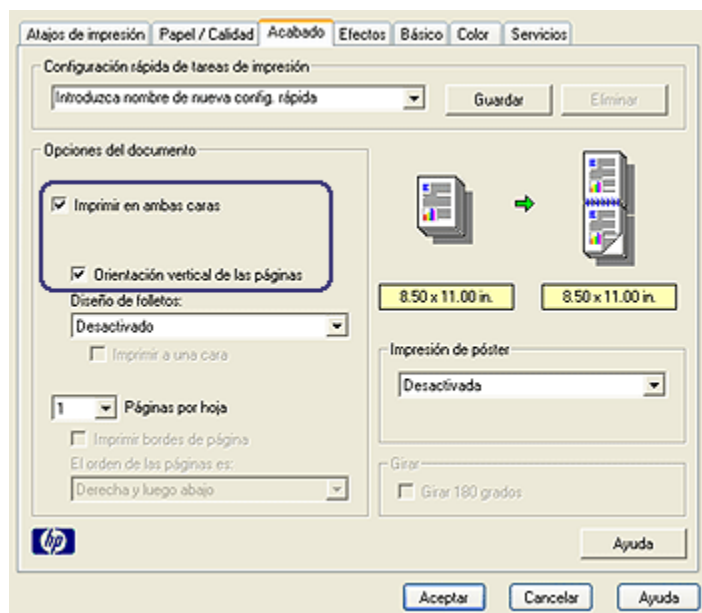 Atajos de impresión Papel / Calidad Acabado Efectos Básico Color Servicios
Configuración rápida de tareas de impresión
Introduzca nombre de nueva config. rápida Guardar Eliminar
Opciones del documento
Imprimir en ambas caras
Orientación vertical de las páginas
Diseño de folletos:
Desactivado
Imprimir a una cara
1 Páginas por hoja
Imprimir bordes de página
El orden de las páginas es:
Derecha y luego abajo
8.50 x 11.00 in. 8.50 x 11.00 in.
Impresión de póster
Desactivada
Girar
Girar 180 grados
hp
Ayuda
Aceptar Cancelar Ayuda